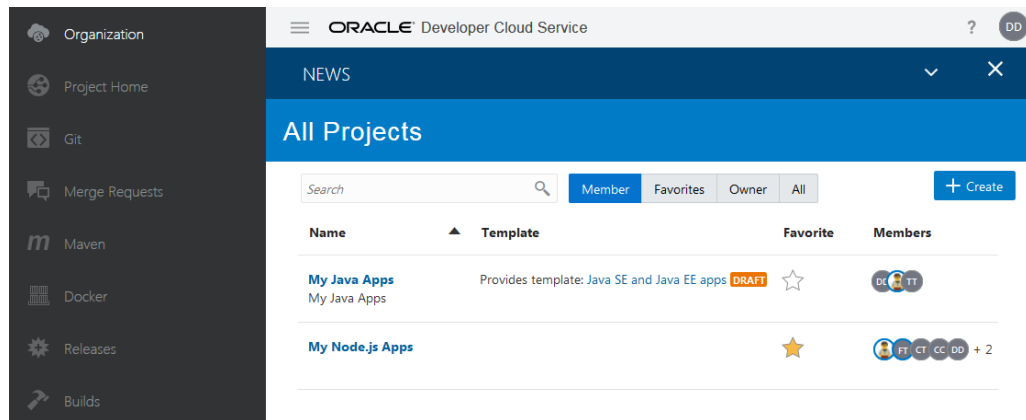 Organization
Project Home
Git
Merge Requests
Maven
Docker
Releases
Builds
ORACLE® Developer Cloud Service ? DD
NEWS
All Projects
Search Member Favorites Owner All + Create
Name Template Favorite Members
My Java Apps Provides template: Java SE and Java EE apps DRAFT TT
My Java Apps
My Node.js Apps FT CT CC DD + 2